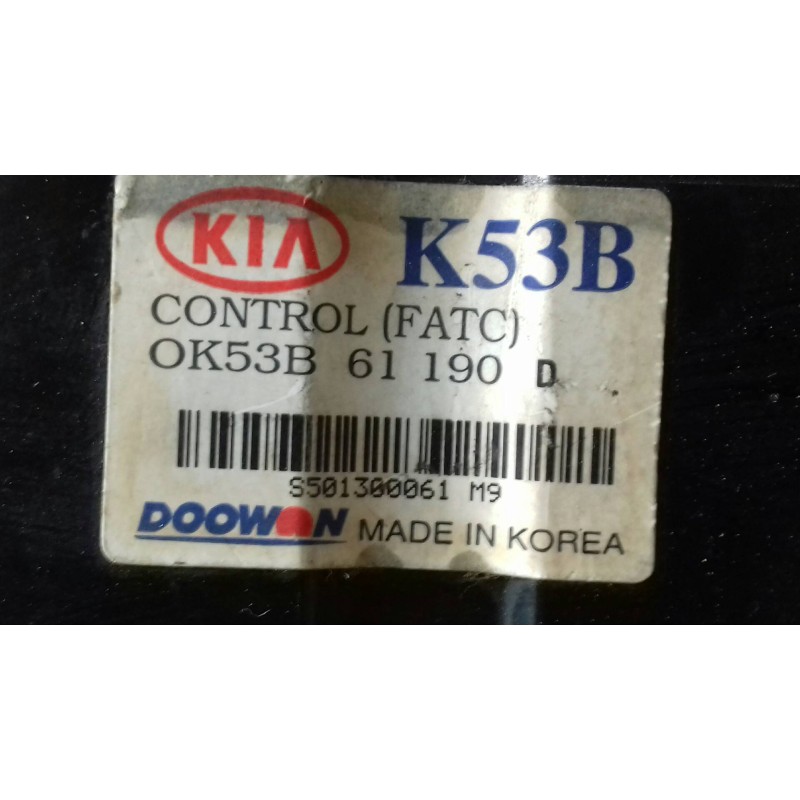 KIA K53B
CONTROL (FATC)
OK53B 61 190 D
S501300061 M9
DOOWON MADE IN KOREA